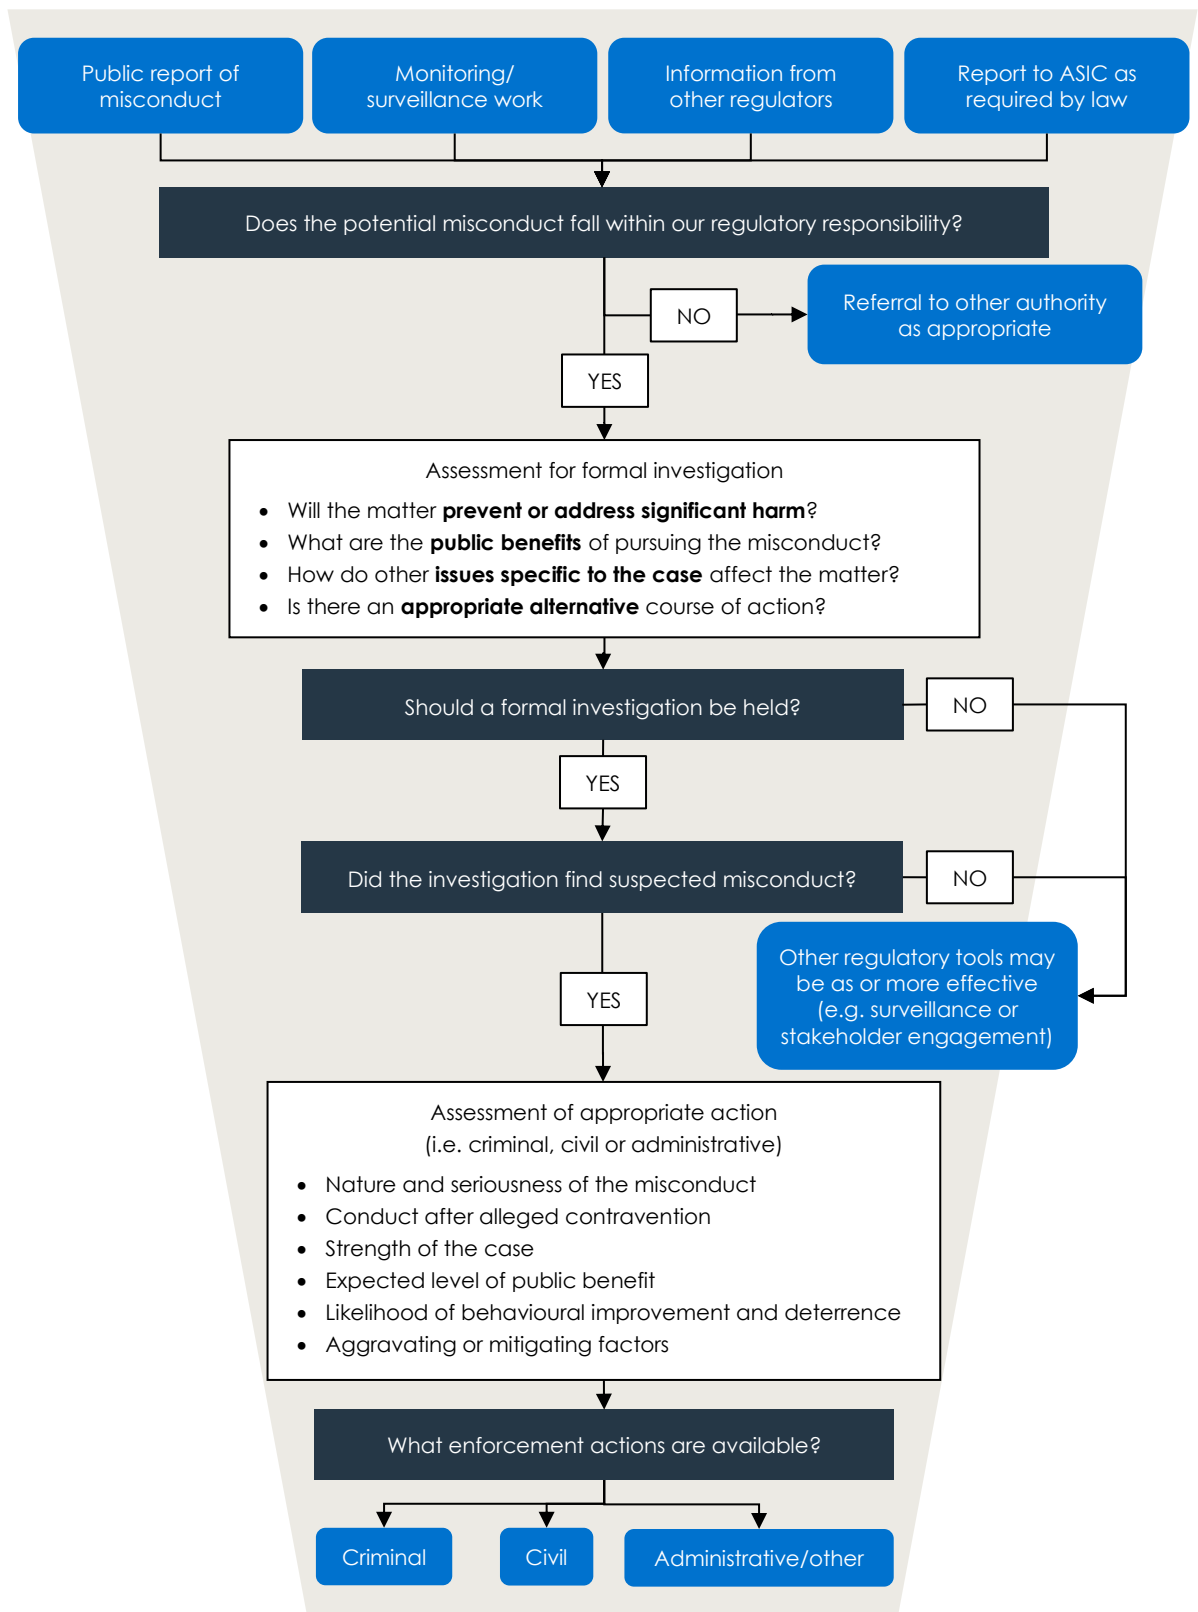 Public report of
misconduct
Monitoring/
surveillance work
Information from
other regulators
Report to ASIC as
required by law
Does the potential misconduct fall within our regulatory responsibility?
NO
Referral to other authority
as appropriate
YES
Assessment for formal investigation
• Will the matter prevent or address significant harm?
• What are the public benefits of pursuing the misconduct?
• How do other issues specific to the case affect the matter?
• Is there an appropriate alternative course of action?
Should a formal investigation be held?
NO
YES
Did the investigation find suspected misconduct?
NO
Other regulatory tools may
be as or more effective
(e.g. surveillance or
stakeholder engagement)
YES
Assessment of appropriate action
(i.e. criminal, civil or administrative)
• Nature and seriousness of the misconduct
• Conduct after alleged contravention
• Strength of the case
• Expected level of public benefit
• Likelihood of behavioural improvement and deterrence
• Aggravating or mitigating factors
What enforcement actions are available?
Criminal
Civil
Administrative/other